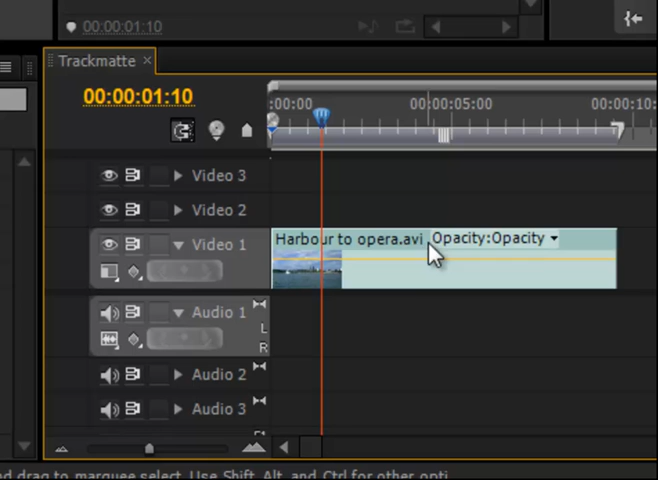 00:00:01:10
Trackmatte ×
00:00:01:10
:00:00 00:00:05:00 00:00:10:
Video 3
Video 2
Video 1
Harbour to opera.avi Opacity:Opacity
Audio 1
L
R
Audio 2
Audio 3
d drag to marquee select. Use Shift, Alt, and Ctrl for other opti